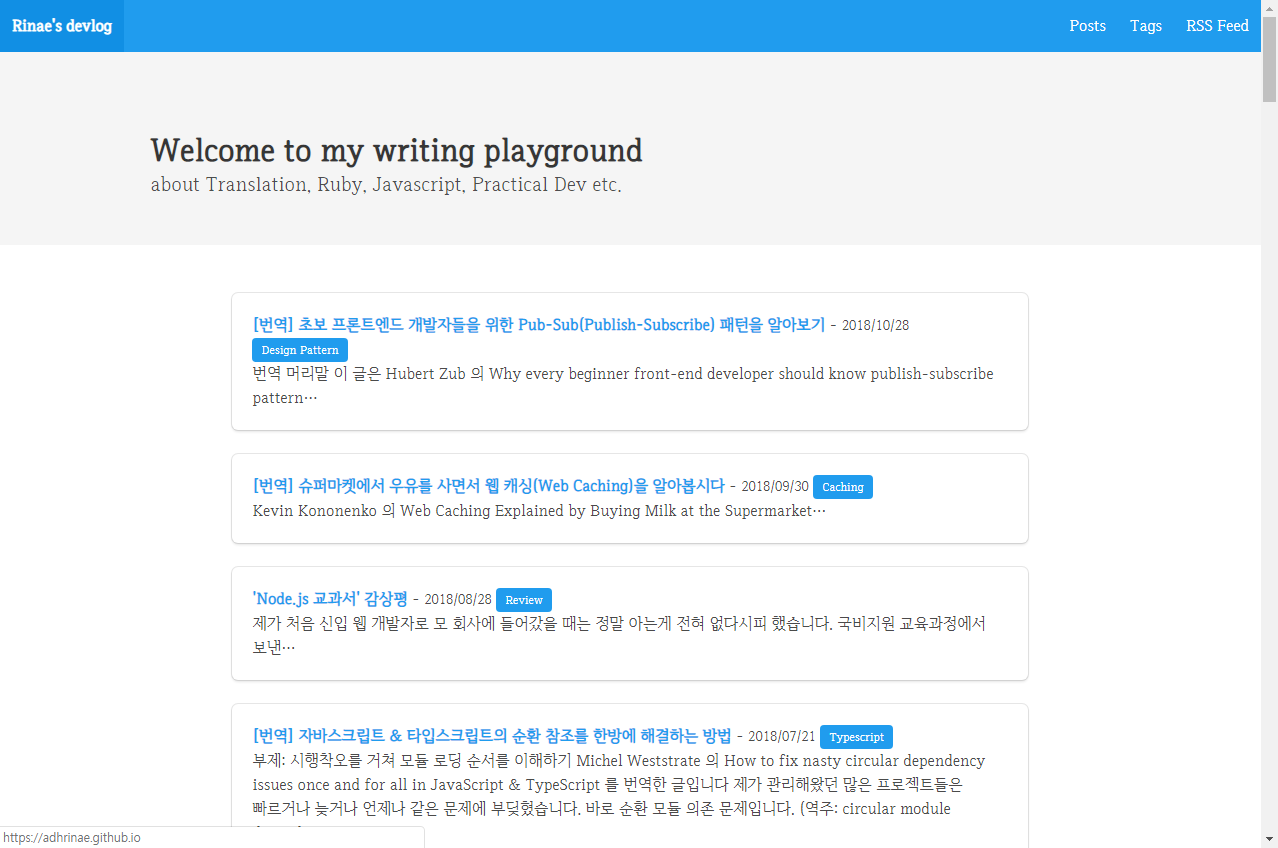 Rinae's devlog
Posts Tags RSS Feed
Welcome to my writing playground
about Translation, Ruby, Javascript, Practical Dev etc.
[번역] 초보 프론트엔드 개발자들을 위한 Pub-Sub(Publish-Subscribe) 패턴을 알아보기 - 2018/10/28
Design Pattern
번역 머리말 이 글은 Hubert Zub 의 Why every beginner front-end developer should know publish-subscribe
pattern…
[번역] 슈퍼마켓에서 우유를 사면서 웹 캐싱(Web Caching)을 알아봅시다 - 2018/09/30 Caching
Kevin Kononenko 의 Web Caching Explained by Buying Milk at the Supermarket…
'Node.js 교과서' 감상평 - 2018/08/28 Review
제가 처음 신입 웹 개발자로 모 회사에 들어갔을 때는 정말 아는게 전혀 없다시피 했습니다. 국비지원 교육과정에서
보낸…
[번역] 자바스크립트 & 타입스크립트의 순환 참조를 한방에 해결하는 방법 - 2018/07/21 Typescript
부제: 시행착오를 거쳐 모듈 로딩 순서를 이해하기 Michel Weststrate 의 How to fix nasty circular dependency
issues once and for all in JavaScript & TypeScript 를 번역한 글입니다 제가 관리해왔던 많은 프로젝트들은
빠르거나 늦거나 언제나 같은 문제에 부딪혔습니다. 바로 순환 모듈 의존 문제입니다. (역주: circular module
https://adhrinae.github.io